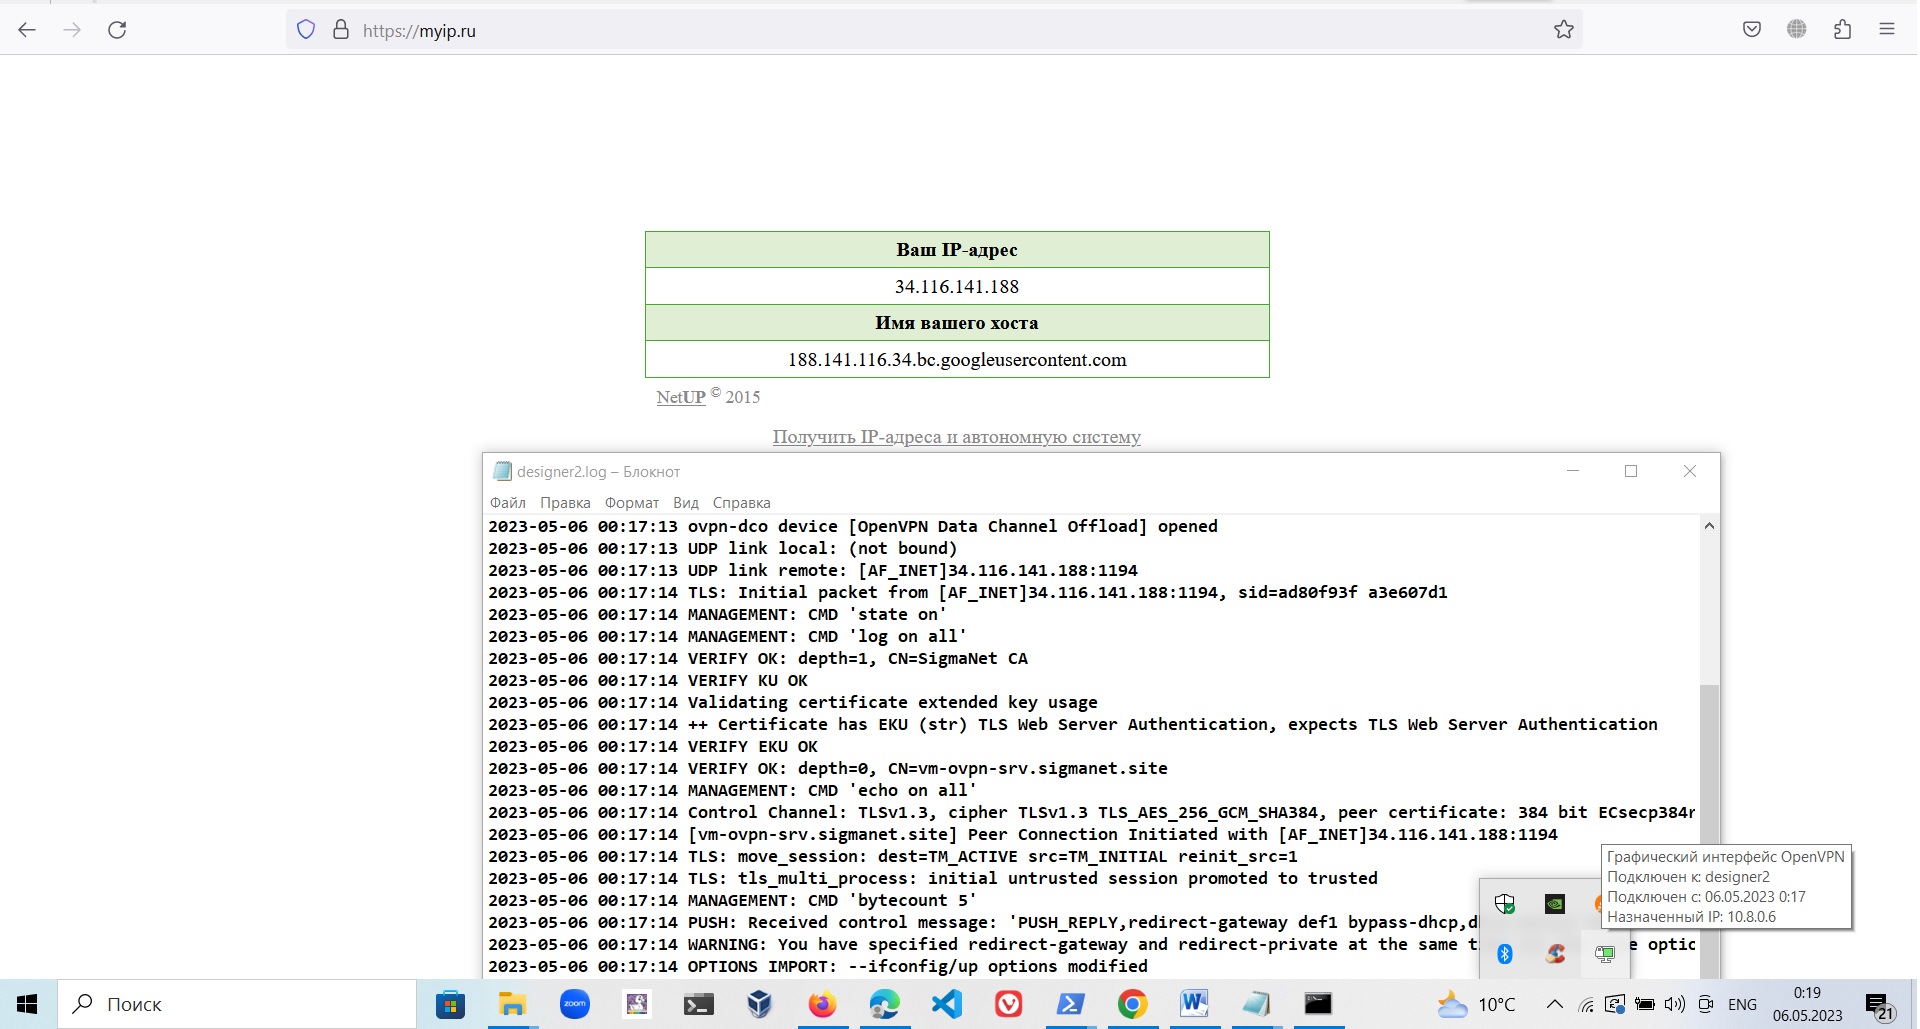 https://myip.ru
Ваш IP-адрес
34.116.141.188
Имя вашего хоста
188.141.116.34.bc.googleusercontent.com
NetUP © 2015
Получить IP-адреса и автономную систему
designer2.log – Блокнот
Файл Правка Формат Вид Справка
2023-05-06 00:17:13 ovpn-dco device [OpenVPN Data Channel Offload] opened
2023-05-06 00:17:13 UDP link local: (not bound)
2023-05-06 00:17:13 UDP link remote: [AF_INET]34.116.141.188:1194
2023-05-06 00:17:14 TLS: Initial packet from [AF_INET]34.116.141.188:1194, sid=ad80f93f a3e607d1
2023-05-06 00:17:14 MANAGEMENT: CMD 'state on'
2023-05-06 00:17:14 MANAGEMENT: CMD 'log on all'
2023-05-06 00:17:14 VERIFY OK: depth=1, CN=SigmaNet CA
2023-05-06 00:17:14 VERIFY KU OK
2023-05-06 00:17:14 Validating certificate extended key usage
2023-05-06 00:17:14 ++ Certificate has EKU (str) TLS Web Server Authentication, expects TLS Web Server Authentication
2023-05-06 00:17:14 VERIFY EKU OK
2023-05-06 00:17:14 VERIFY OK: depth=0, CN=vm-ovpn-srv.sigmanet.site
2023-05-06 00:17:14 MANAGEMENT: CMD 'echo on all'
2023-05-06 00:17:14 Control Channel: TLSv1.3, cipher TLSv1.3 TLS_AES_256_GCM_SHA384, peer certificate: 384 bit ECsecp384r
2023-05-06 00:17:14 [vm-ovpn-srv.sigmanet.site] Peer Connection Initiated with [AF_INET]34.116.141.188:1194
2023-05-06 00:17:14 TLS: move_session: dest=TM_ACTIVE src=TM_INITIAL reinit_src=1
2023-05-06 00:17:14 TLS: tls_multi_process: initial untrusted session promoted to trusted
2023-05-06 00:17:14 MANAGEMENT: CMD 'bytecount 5'
2023-05-06 00:17:14 PUSH: Received control message: 'PUSH_REPLY,redirect-gateway def1 bypass-dhcp,d
2023-05-06 00:17:14 WARNING: You have specified redirect-gateway and redirect-private at the same t e optic
2023-05-06 00:17:14 OPTIONS IMPORT: --ifconfig/up options modified
Графический интерфейс OpenVPN
Подключен к: designer2
Подключен с: 06.05.2023 0:17
Назначенный IP: 10.8.0.6
Поиск
zoom
10°C
ENG
0:19
06.05.2023
21